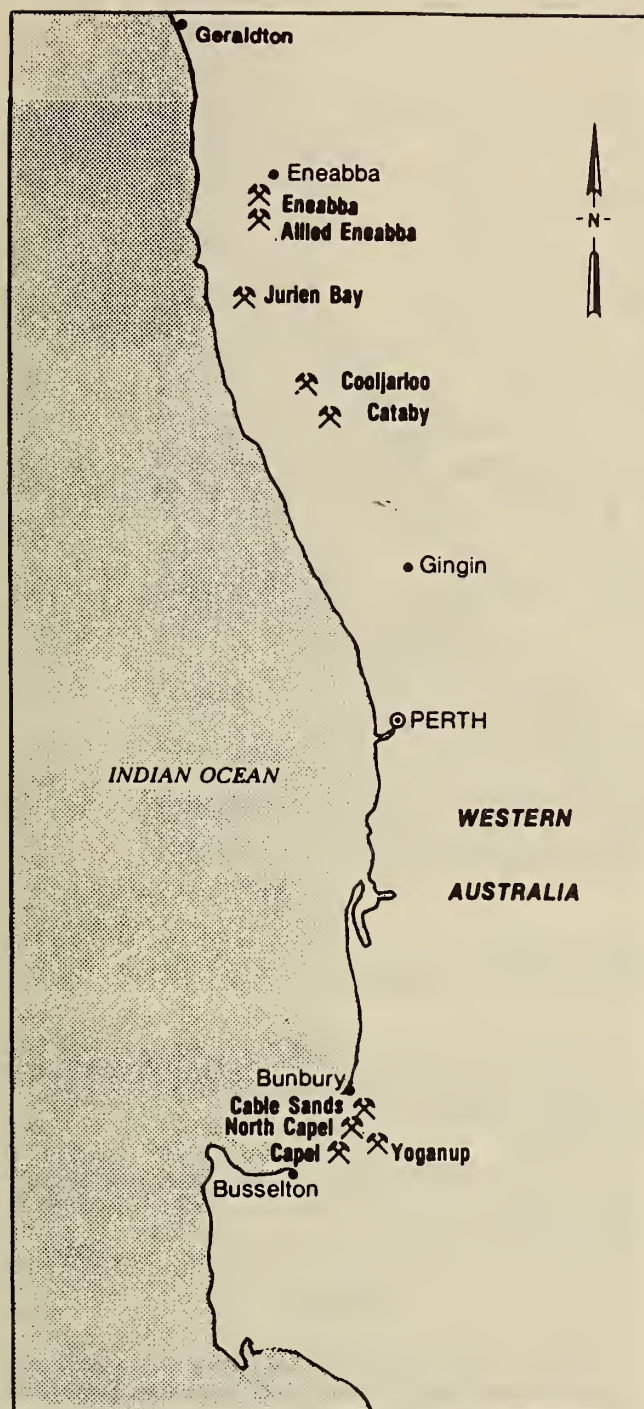 Geraldton
Eneabba
Eneabba
Allied Eneabba
-N-
Jurien Bay
Cooljarloo
Cataby
Gingin
PERTH
INDIAN OCEAN
WESTERN
AUSTRALIA
Bunbury
Cable Sands
North Capel
Capel
Yoganup
Busselton